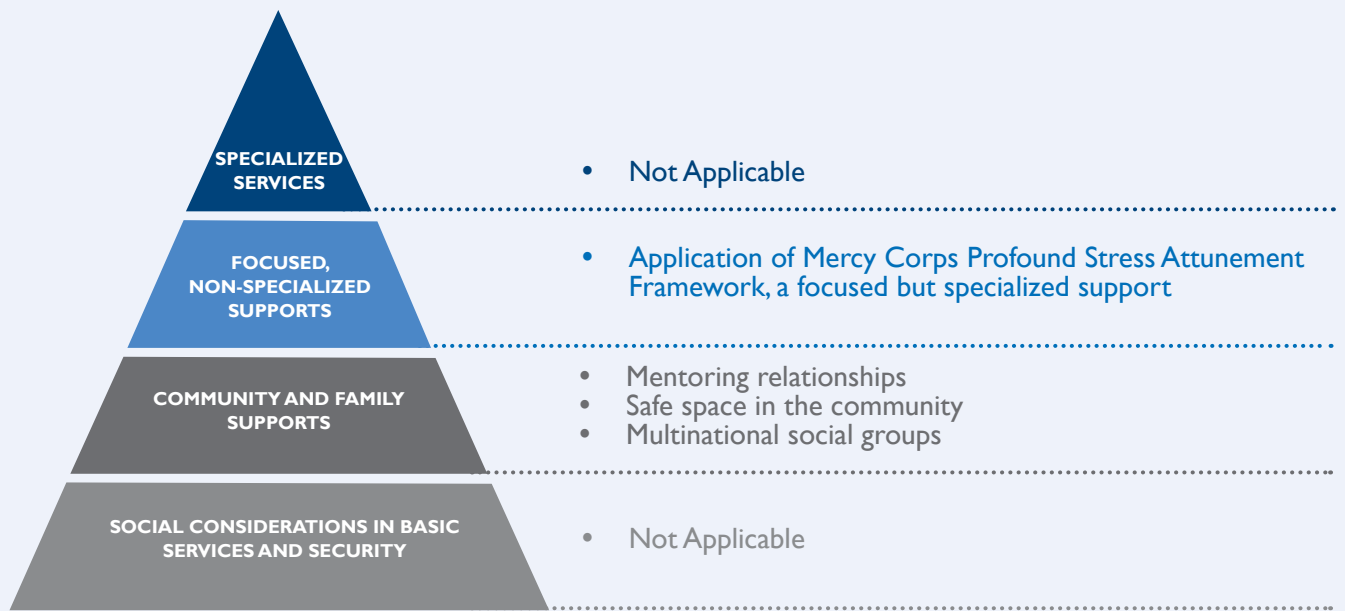 SPECIALIZED
SERVICES
• Not Applicable
FOCUSED,
NON-SPECIALIZED
SUPPORTS
• Application of Mercy Corps Profound Stress Attunement
Framework, a focused but specialized support
COMMUNITY AND FAMILY
SUPPORTS
• Mentoring relationships
• Safe space in the community
• Multinational social groups
SOCIAL CONSIDERATIONS IN BASIC
SERVICES AND SECURITY
• Not Applicable